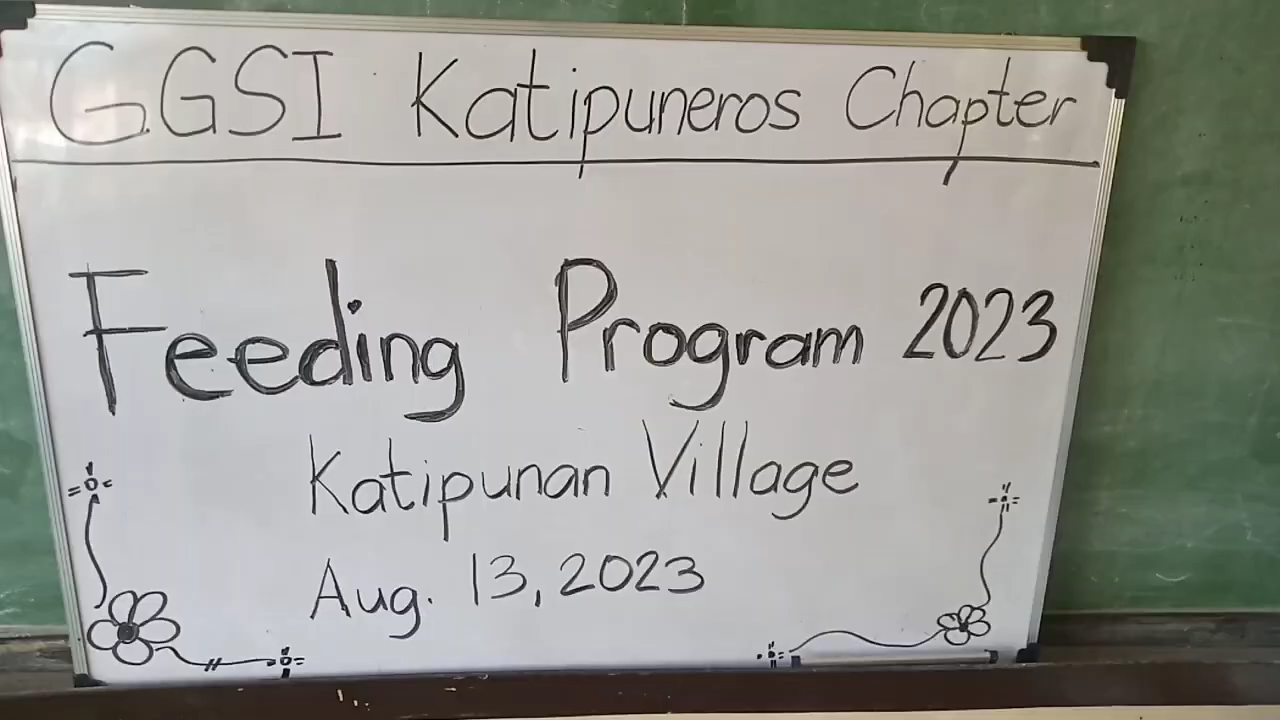 GGSI Katipuneros Chapter
Feeding Program 2023
Katipunan Village
Aug. 13, 2023